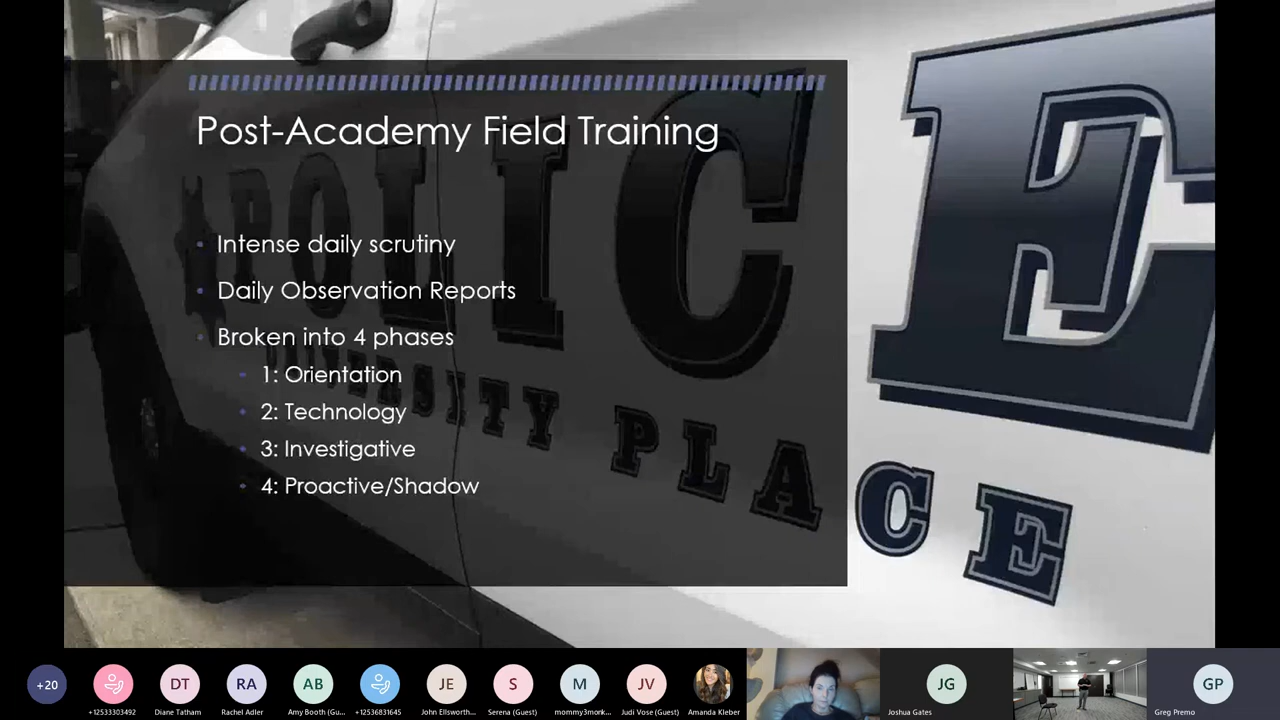 Post-Academy Field Training
• Intense daily scrutiny
• Daily Observation Reports
• Broken into 4 phases
• 1: Orientation
• 2: Technology
• 3: Investigative
• 4: Proactive/Shadow
POLICE
UNIVERSITY PLACE
+20
DT
RA
AB
JE
S
M
JV
JG
GP
+12533303492
Diane Tatham
Rachel Adler
Amy Booth (Gu...
+12536831645
John Ellsworth...
Serena (Guest)
mommy3monk...
Judi Vose (Guest)
Amanda Kleber
Joshua Gates
Greg Premo